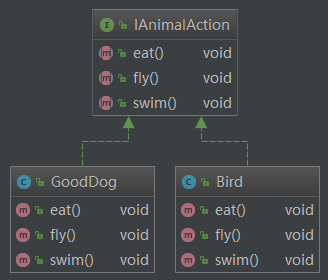 I IAnimalAction
m eat() void
m fly() void
m swim() void
C GoodDog
m eat() void
m fly() void
m swim() void
C Bird
m eat() void
m fly() void
m swim() void